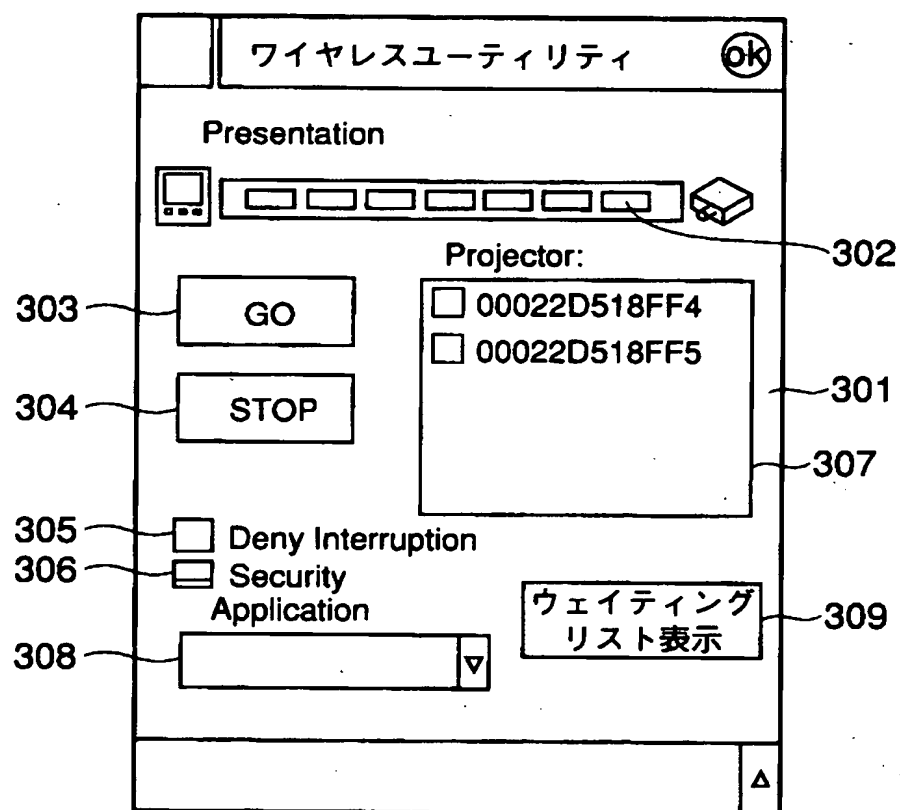 ワイヤレスユーティリティ ok
Presentation
302
Projector:
303
GO
00022D518FF4
00022D518FF5
301
304
STOP
307
305
Deny Interruption
306
Security
Application
ウェイティング
リスト表示
309
308